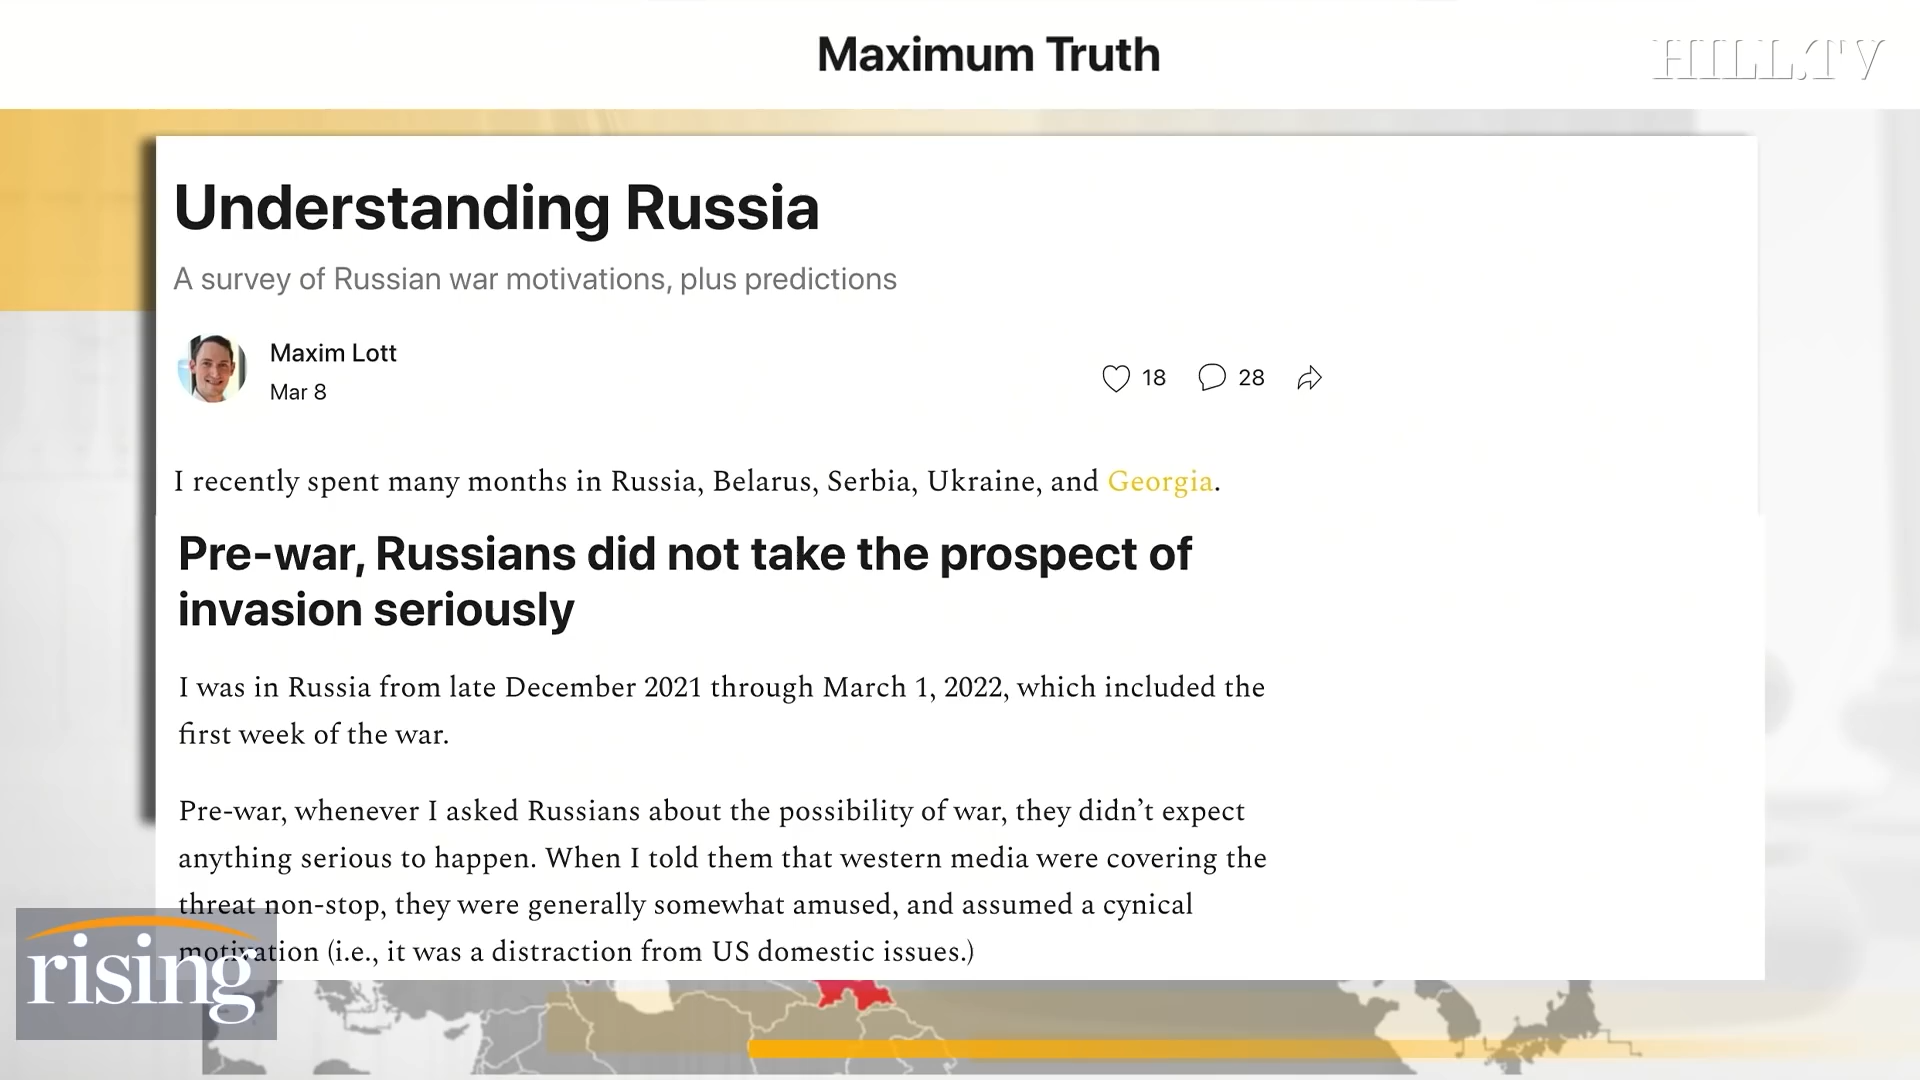 Maximum Truth
HILL.TV
Understanding Russia
A survey of Russian war motivations, plus predictions
Maxim Lott
Mar 8
18
28
I recently spent many months in Russia, Belarus, Serbia, Ukraine, and Georgia.
Pre-war, Russians did not take the prospect of
invasion seriously
I was in Russia from late December 2021 through March 1, 2022, which included the
first week of the war.
Pre-war, whenever I asked Russians about the possibility of war, they didn’t expect
anything serious to happen. When I told them that western media were covering the
threat non-stop, they were generally somewhat amused, and assumed a cynical
motivation (i.e., it was a distraction from US domestic issues.)
rising